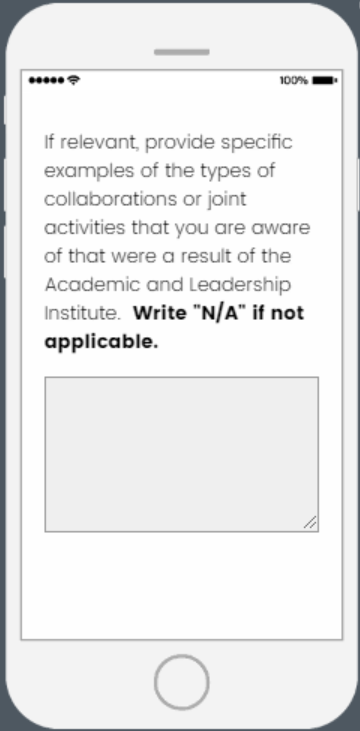 100%
If relevant, provide specific
examples of the types of
collaborations or joint
activities that you are aware
of that were a result of the
Academic and Leadership
Institute. Write "N/A" if not
applicable.